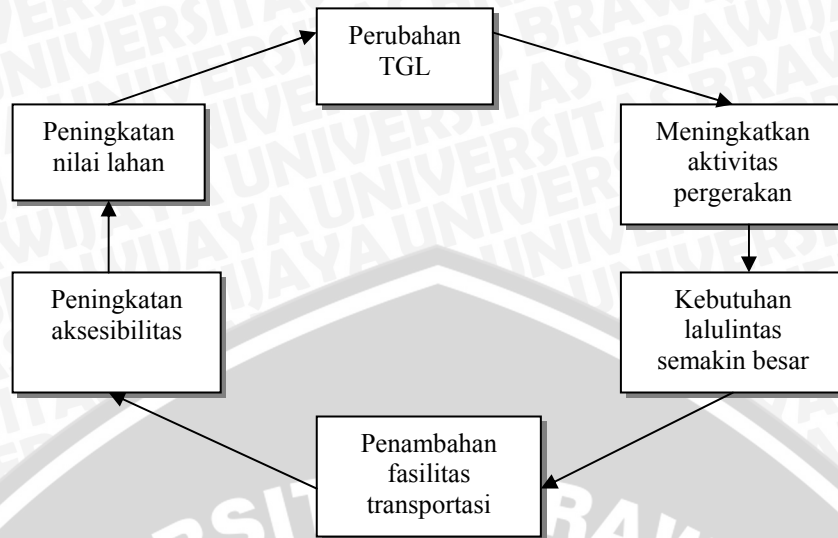 Perubahan
TGL
Meningkatkan
aktivitas
pergerakan
Kebutuhan
lalulintas
semakin besar
Penambahan
fasilitas
transportasi
Peningkatan
aksesibilitas
Peningkatan
nilai lahan